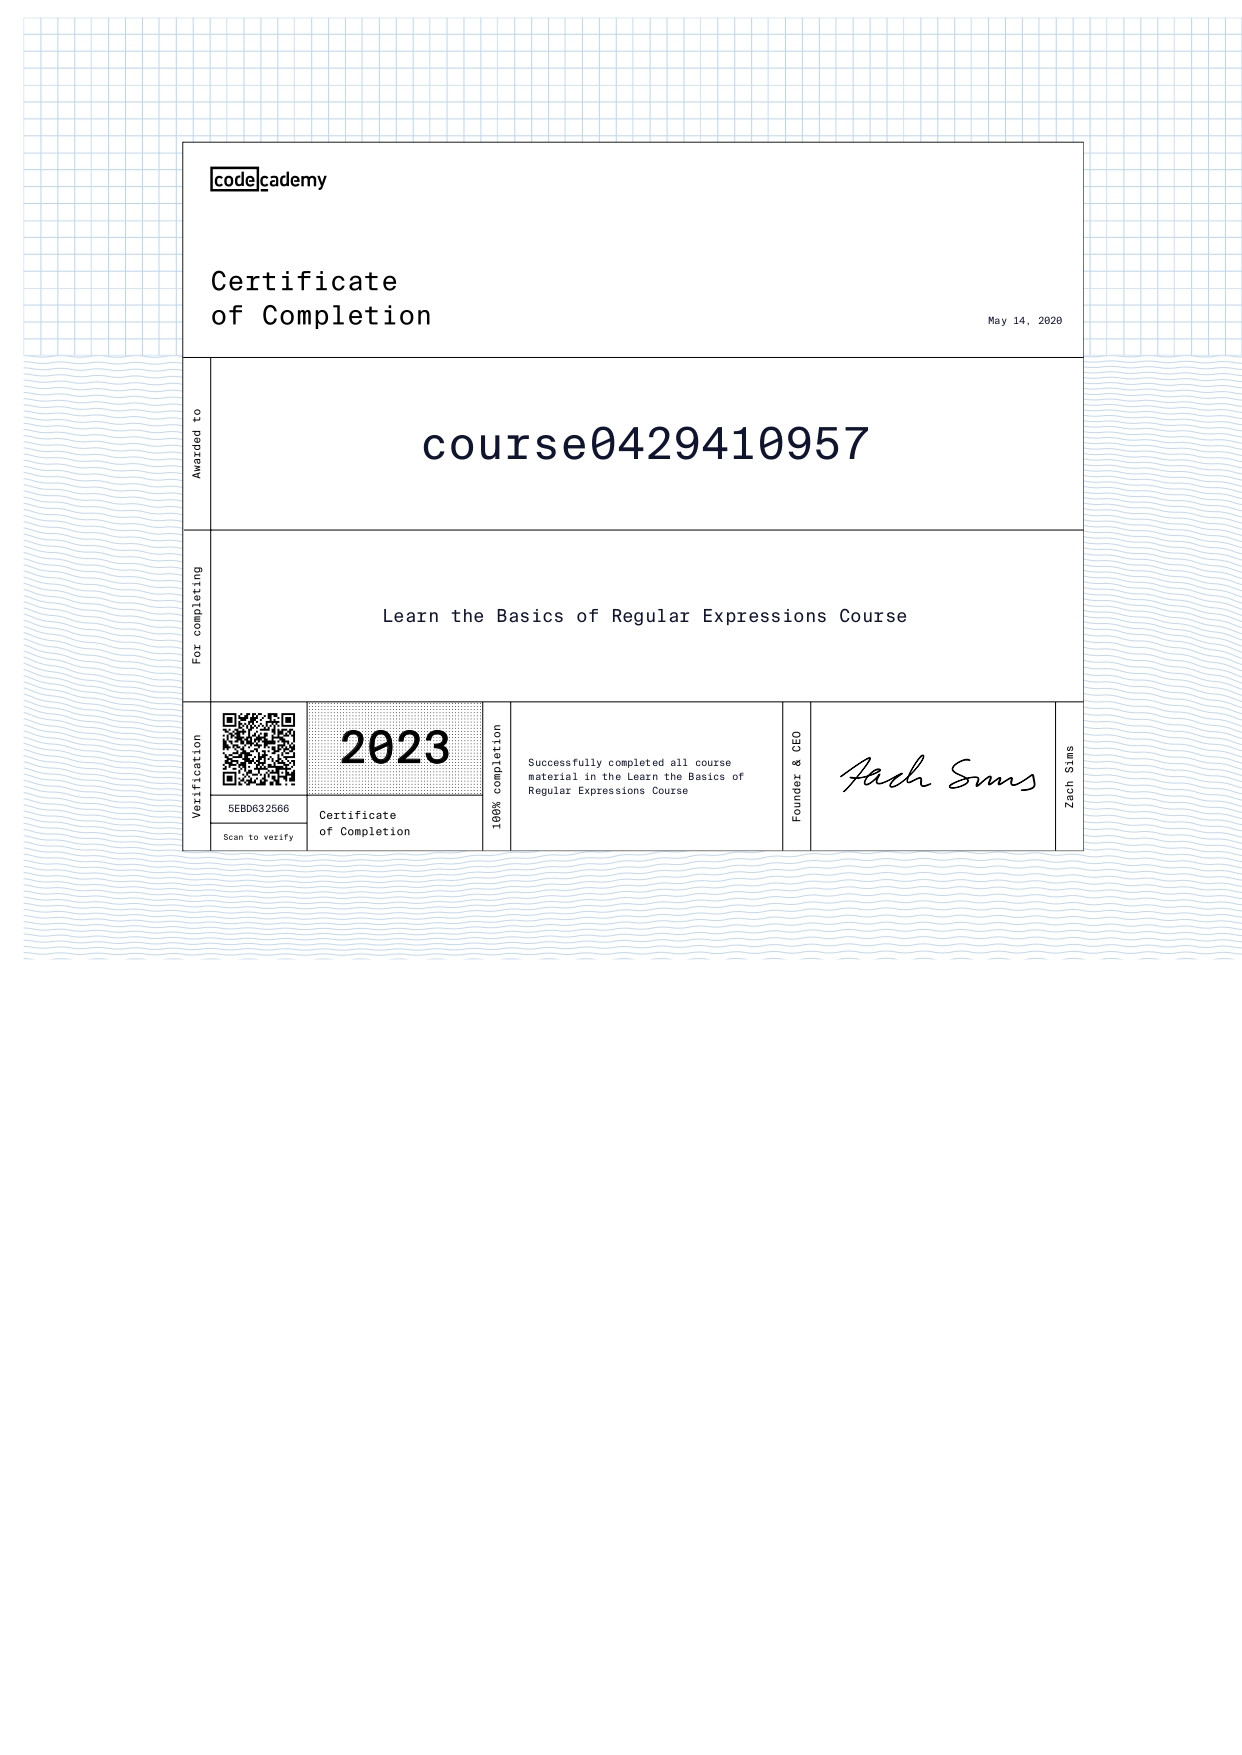 codecademy
Certificate
of Completion
May 14, 2020
Awarded to
course0429410957
For completing
Learn the Basics of Regular Expressions Course
Verification
5EBD632566
Scan to verify
2023
Certificate
of Completion
100% completion
Successfully completed all course
material in the Learn the Basics of
Regular Expressions Course
Founder & CEO
Zach Sims
Zach Sims